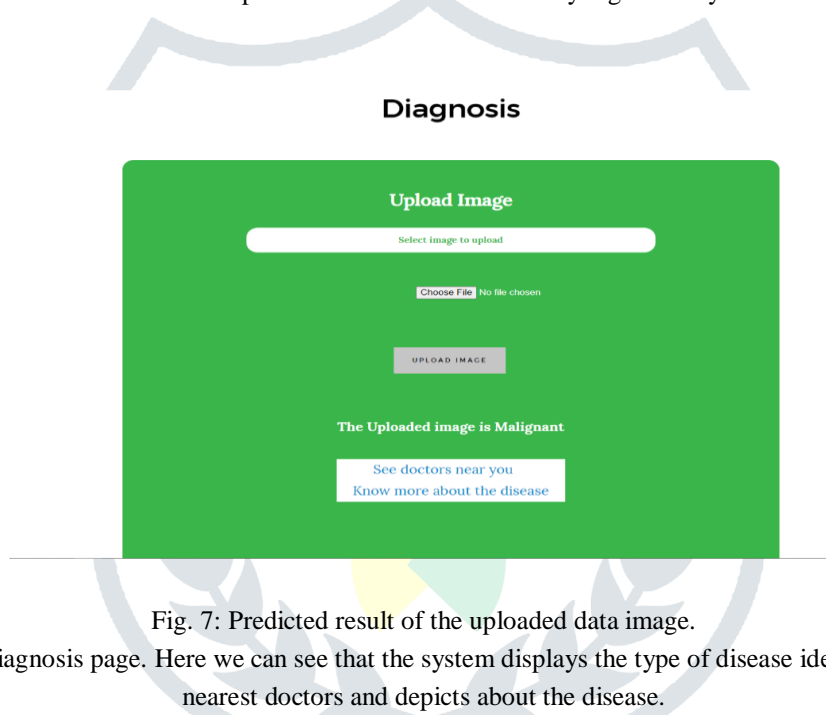 Diagnosis
Upload Image
Select image to upload
Choose File No file chosen
UPLOAD IMAGE
The Uploaded image is Malignant
See doctors near you
Know more about the disease
Fig. 7: Predicted result of the uploaded data image.
page. Here we can see that the system displays the type of disease
nearest doctors and depicts about the disease.